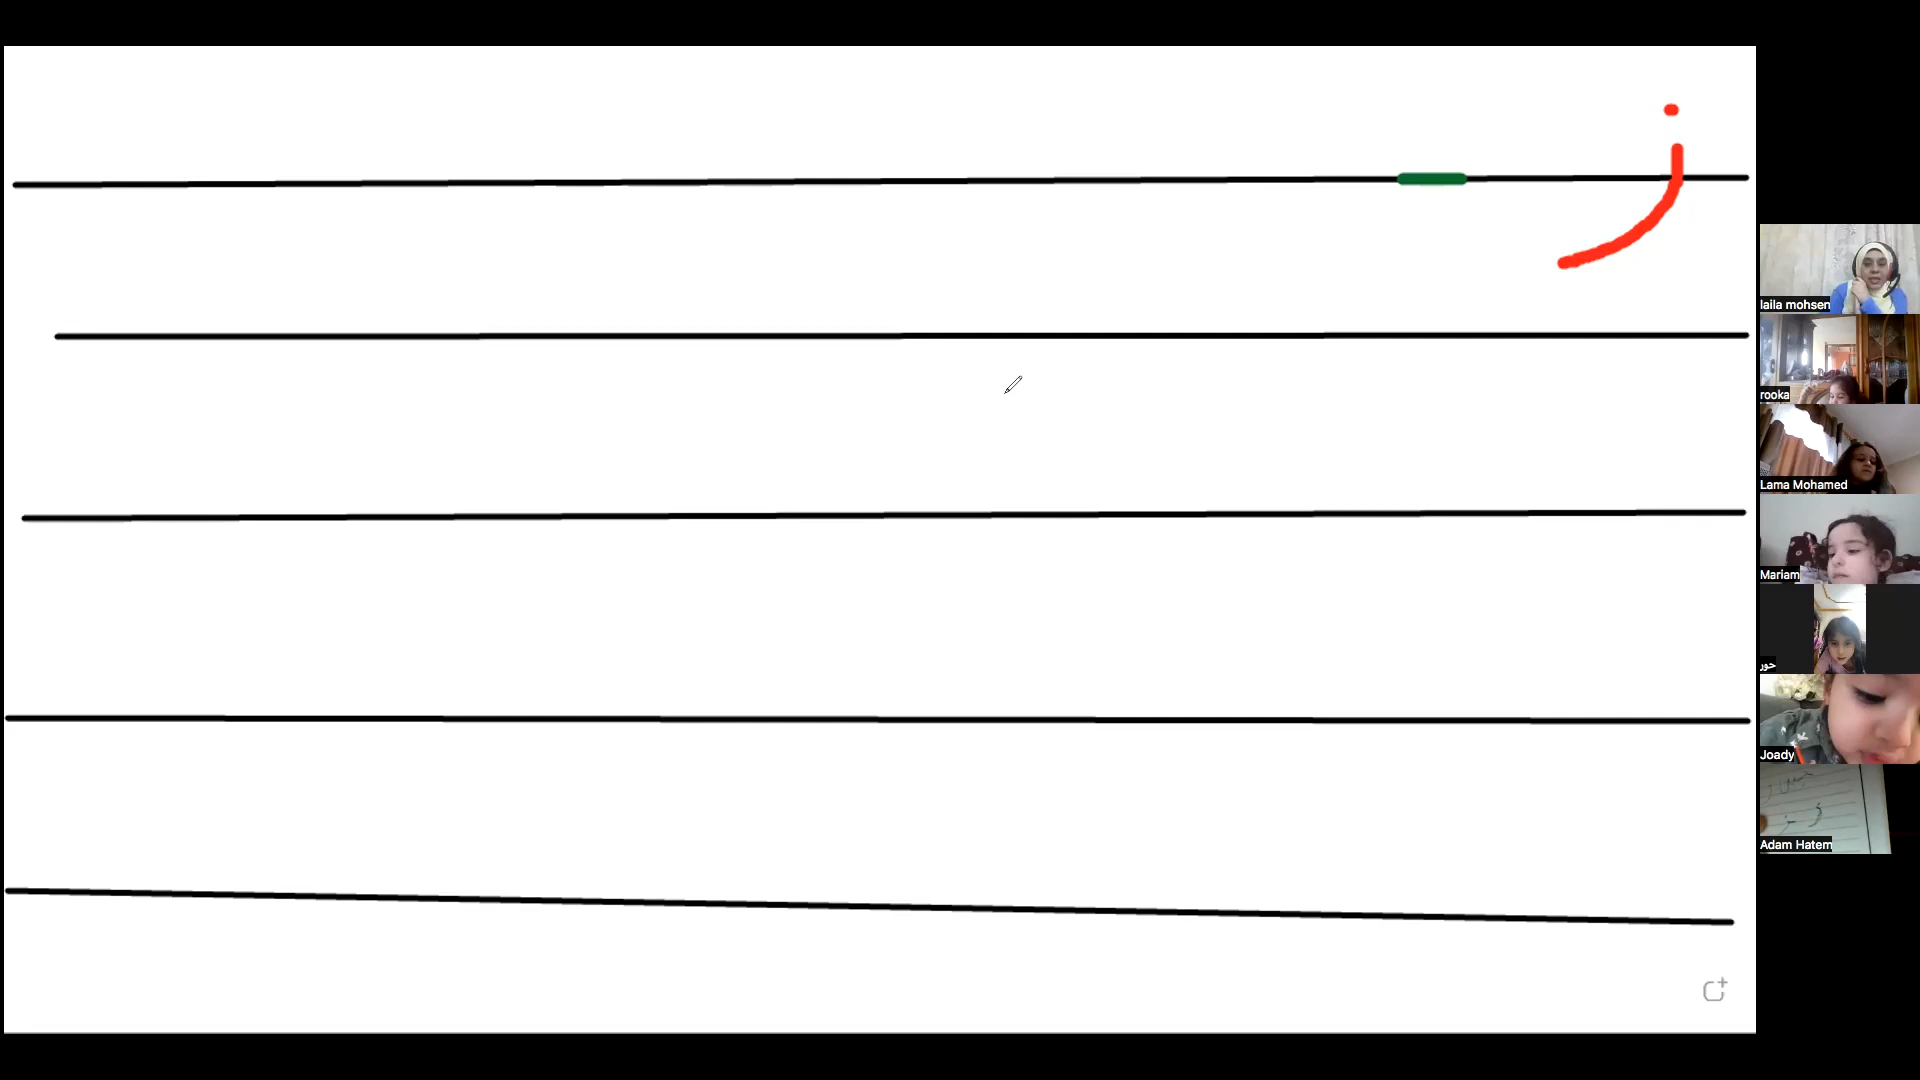 ز
laila mohsen
rooka
Lama Mohamed
Mariam
حور
Joady
Adam Hatem